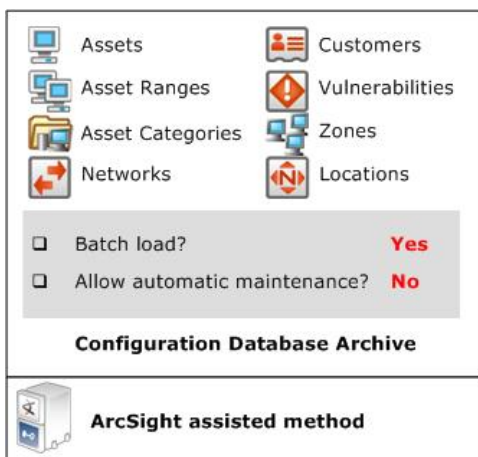 Assets
Customers
Asset Ranges
Vulnerabilities
Asset Categories
Zones
Networks
N
Locations
Batch load? Yes
Allow automatic maintenance? No
Configuration Database Archive
ArcSight assisted method